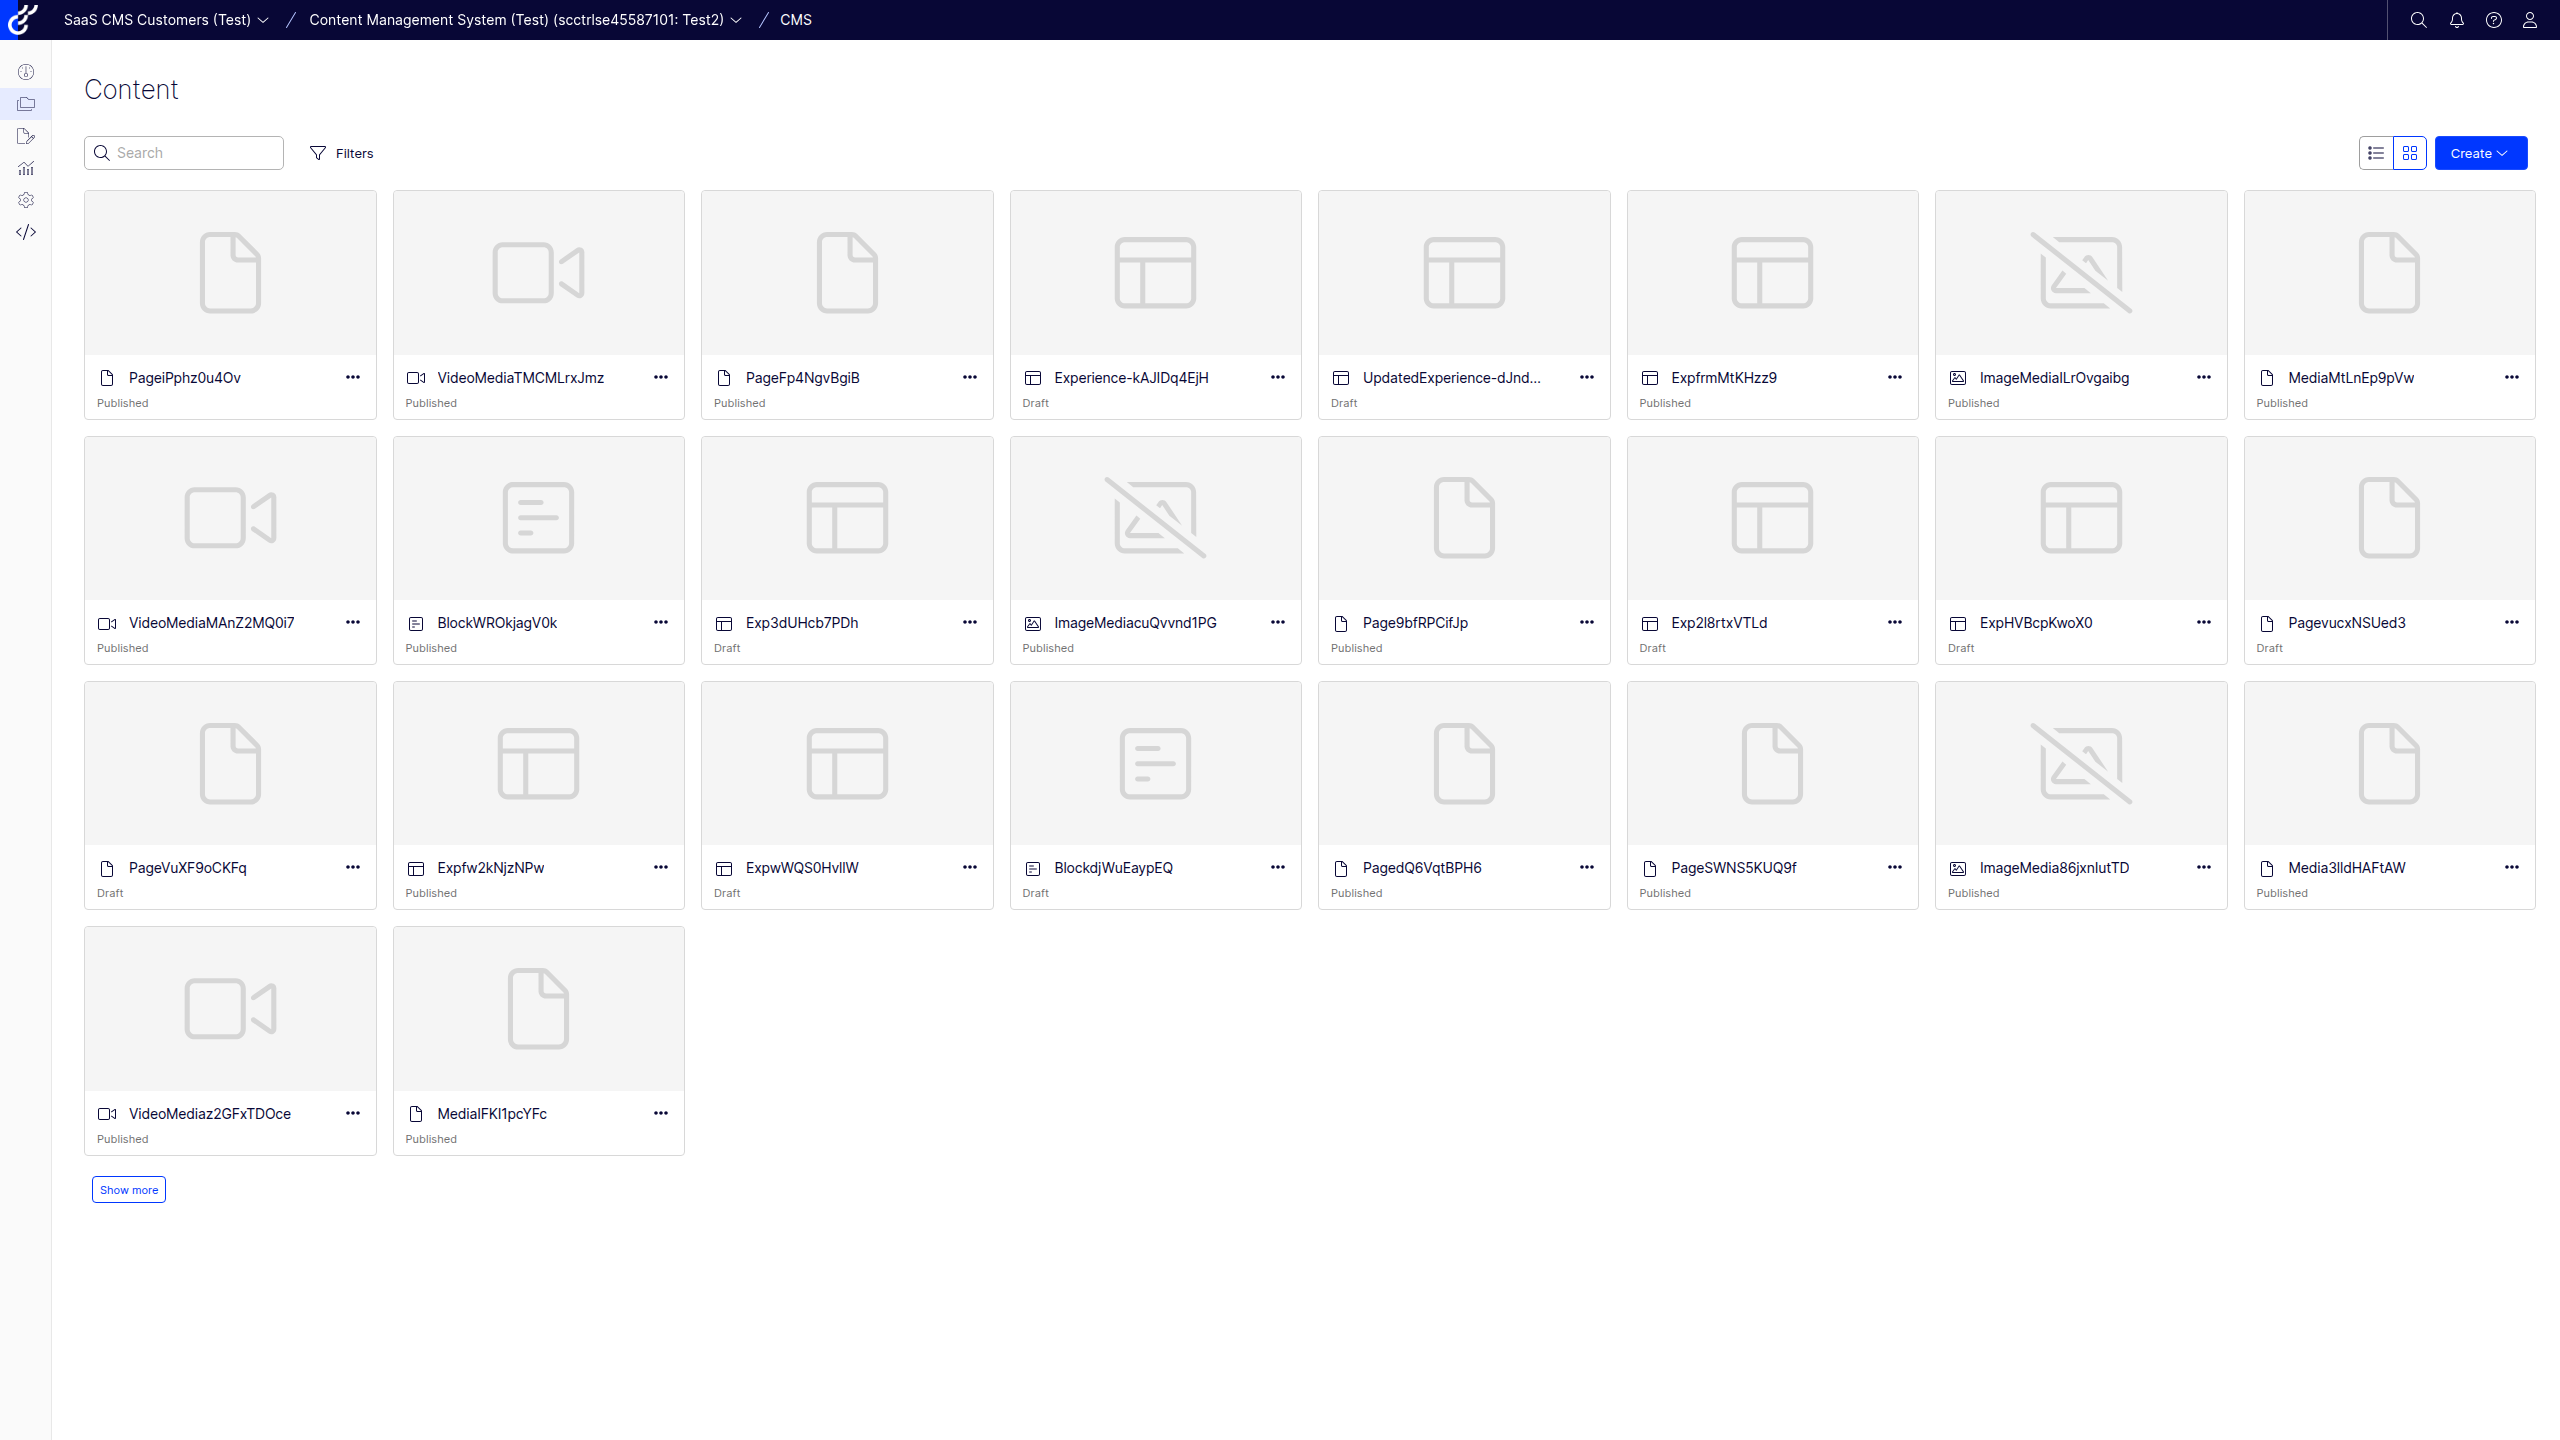 SaaS CMS Customers (Test) / Content Management System (Test) (scctrlse45587101: Test2) / CMS
Content
Search Filters Create
PageiPphz0u4Ov VideoMediaTMCMLrxJmz PageFp4NgvBgiB Experience-kAJlDq4EjH UpdatedExperience-dJnd... ExpfrmMtKHzz9 ImageMediaILrOvgaibg MediaMtLnEp9pVw
Published Published Published Draft Draft Published Published Published
VideoMediaMAnZ2MQ0i7 BlockWROkjagV0k Exp3dUHcb7PDh ImageMediacuQvvnd1PG Page9bfRPCifJp Exp2l8rtxVTLd ExpHVBcpKwoX0 PagevucxNSUed3
Published Published Draft Published Published Draft Draft Draft
PageVuXF9oCKFq Expfw2kNjzNPw ExpwWQS0HvllW BlockdjWuEaypEQ PagedQ6VqtBPH6 PageSWNS5KUQ9f ImageMedia86jxnlutTD Media3lldHAFtAW
Draft Published Draft Draft Published Published Published Published
VideoMediaz2GFxTDOce MedialFKl1pcYFc
Published Published
Show more